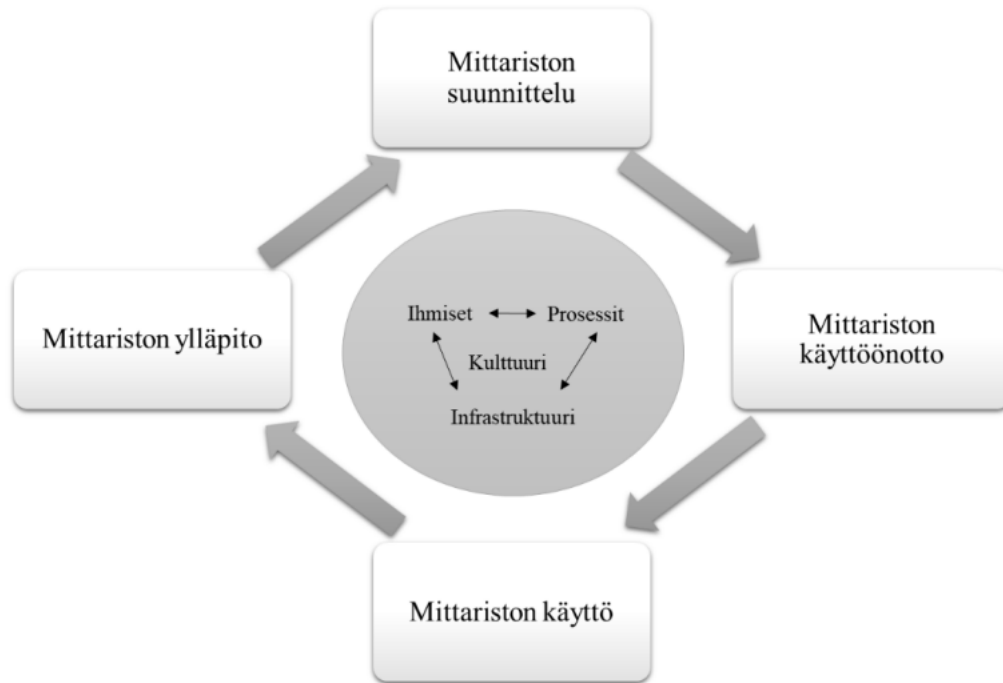 Mittariston
suunnittelu
Mittariston ylläpito
Ihmiset
Prosessit
Kulttuuri
Infrastruktuuri
Mittariston
käyttöönotto
Mittariston käyttö